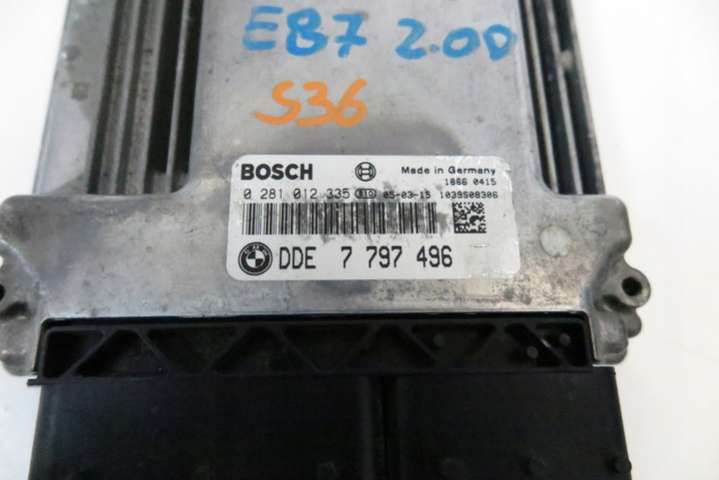 E87 2.0D
S36
BOSCH Made in Germany
1866 0415
0 281 012 335 05-03-15 1039S08306
DDE 7 797 496